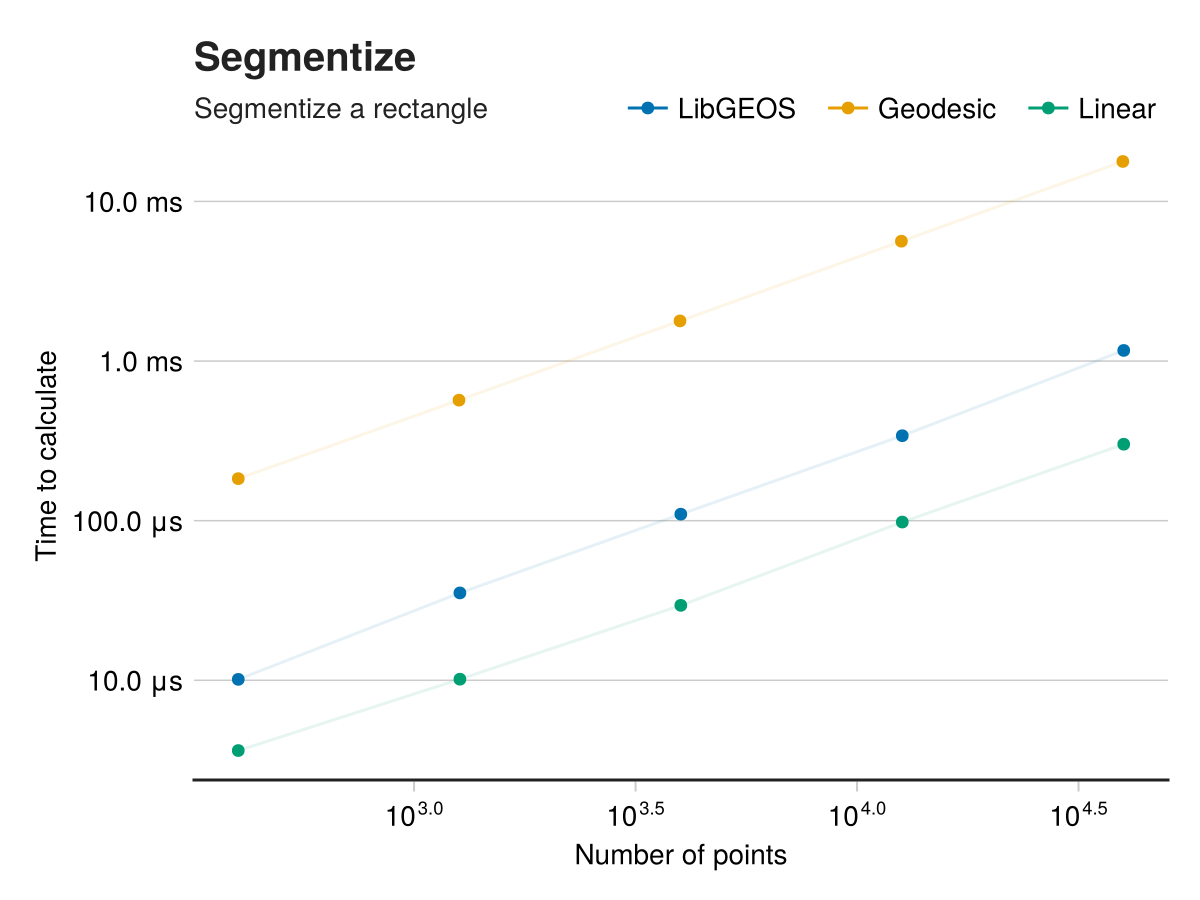 Segmentize
Segmentize a rectangle
LibGEOS
Geodesic
Linear
Time to calculate
10.0 ms
1.0 ms
100.0 µs
10.0 µs
10^3.0
10^3.5
10^4.0
10^4.5
Number of points